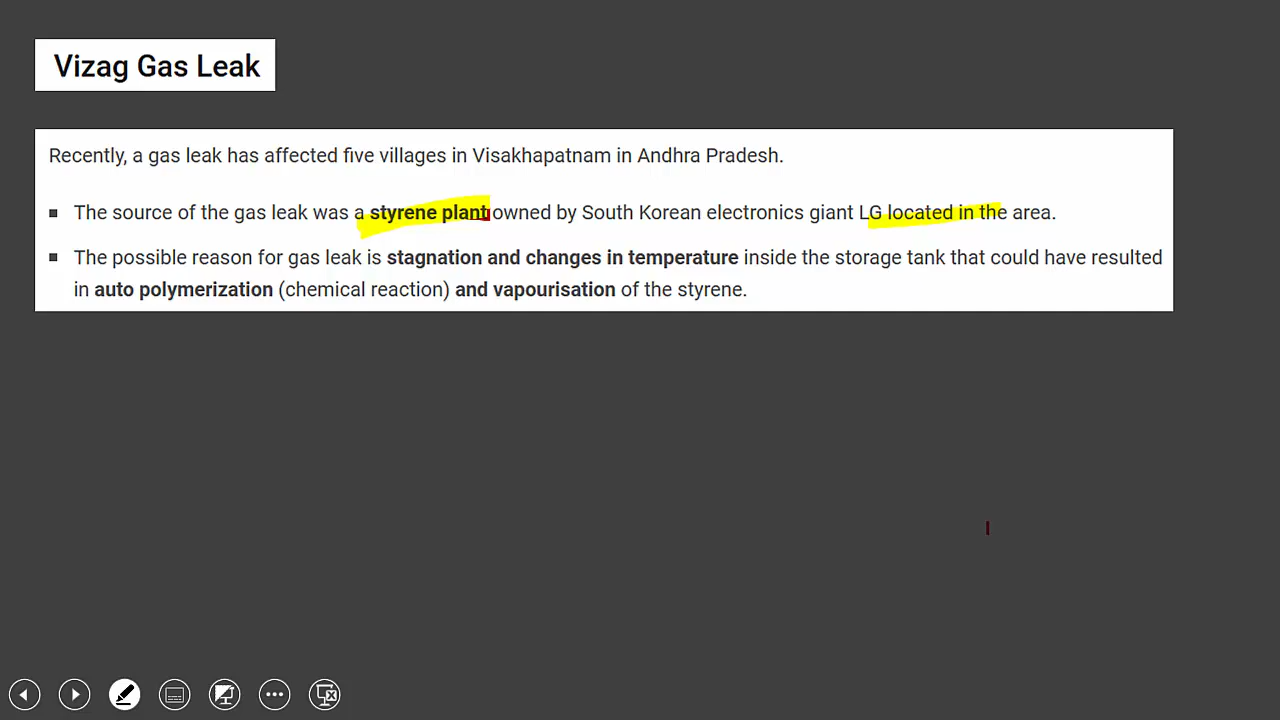 Vizag Gas Leak
Recently, a gas leak has affected five villages in Visakhapatnam in Andhra Pradesh.
The source of the gas leak was a styrene plant owned by South Korean electronics giant LG located in the area.
The possible reason for gas leak is stagnation and changes in temperature inside the storage tank that could have resulted
in auto polymerization (chemical reaction) and vapourisation of the styrene.